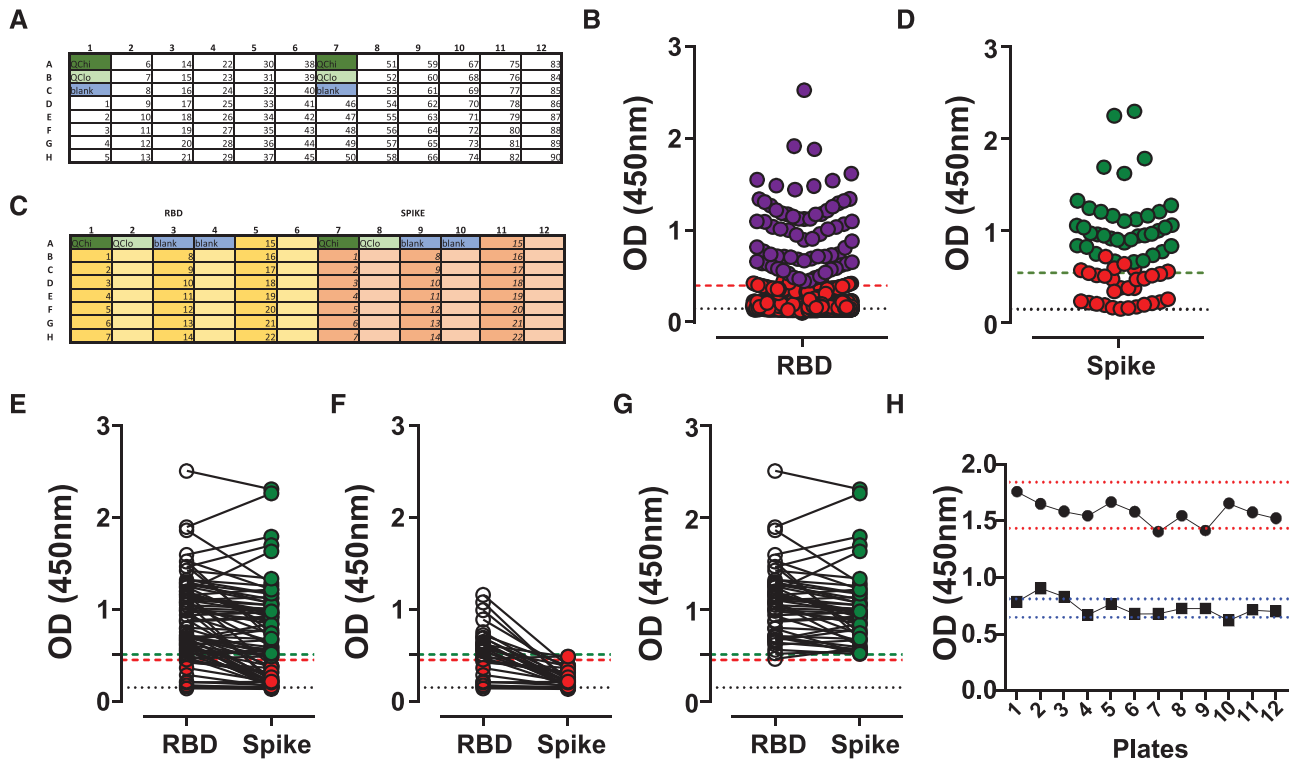 A
1 2 3 4 5 6 7 8 9 10 11 12
A QChi 6 14 22 30 38 QChi 51 59 67 75 83
B QClo 7 15 23 31 39 QClo 52 60 68 76 84
C blank 8 16 24 32 40 blank 53 61 69 77 85
D 1 9 17 25 33 41 46 54 62 70 78 86
E 2 10 18 26 34 42 47 55 63 71 79 87
F 3 11 19 27 35 43 48 56 64 72 80 88
G 4 12 20 28 36 44 49 57 65 73 81 89
H 5 13 21 29 37 45 50 58 66 74 82 90
B
OD (450nm)
3
2
1
0
RBD
D
OD (450nm)
3
2
1
0
Spike
C
RBD SPIKE
1 2 3 4 5 6 7 8 9 10 11 12
A QChi QClo blank blank 15 QChi QClo blank blank 15
B 1 8 16 1 8 16
C 2 9 17 2 9 17
D 3 10 18 3 10 18
E 4 11 19 4 11 19
F 5 12 20 5 12 20
G 6 13 21 6 13 21
H 7 14 22 7 14 22
E
OD (450nm)
3
2
1
0
RBD Spike
F
OD (450nm)
3
2
1
0
RBD Spike
G
OD (450nm)
3
2
1
0
RBD Spike
H
OD (450nm)
2.0
1.5
1.0
0.5
0.0
1 2 3 4 5 6 7 8 9 10 11 12
Plates